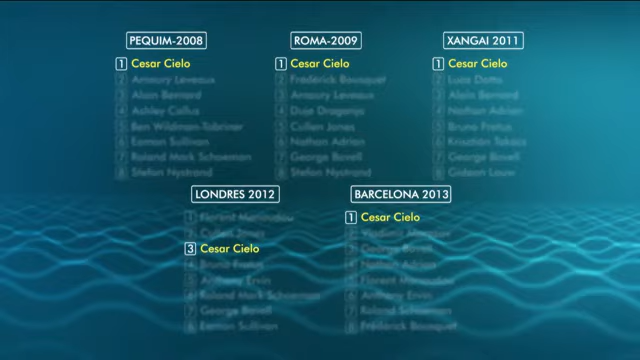 PEQUIM-2008
1 Cesar Cielo
2 Amaury Leveaux
3 Alain Bernard
4 Ashley Callus
5 Ben Wildman-Tobriner
6 Eamon Sullivan
7 Roland Mark Schoeman
8 Stefan Nystrand
ROMA-2009
1 Cesar Cielo
2 Frédérick Bousquet
3 Amaury Leveaux
4 Duje Draganja
5 Cullen Jones
6 Nathan Adrian
7 George Bovell
8 Stefan Nystrand
XANGAI 2011
1 Cesar Cielo
2 Luca Dotto
3 Alain Bernard
4 Nathan Adrian
5 Bruno Fratus
6 Krisztián Takács
7 George Bovell
8 Gideon Louw
LONDRES 2012
1 Florent Manaudou
2 Cullen Jones
3 Cesar Cielo
4 Bruno Fratus
5 Anthony Ervin
6 Roland Mark Schoeman
7 George Bovell
8 Eamon Sullivan
BARCELONA 2013
1 Cesar Cielo
3 George Bovell
4 Nathan Adrian
5 Florent Manaudou
6 Anthony Ervin
7 Roland Schoeman
8 Frédérick Bousquet